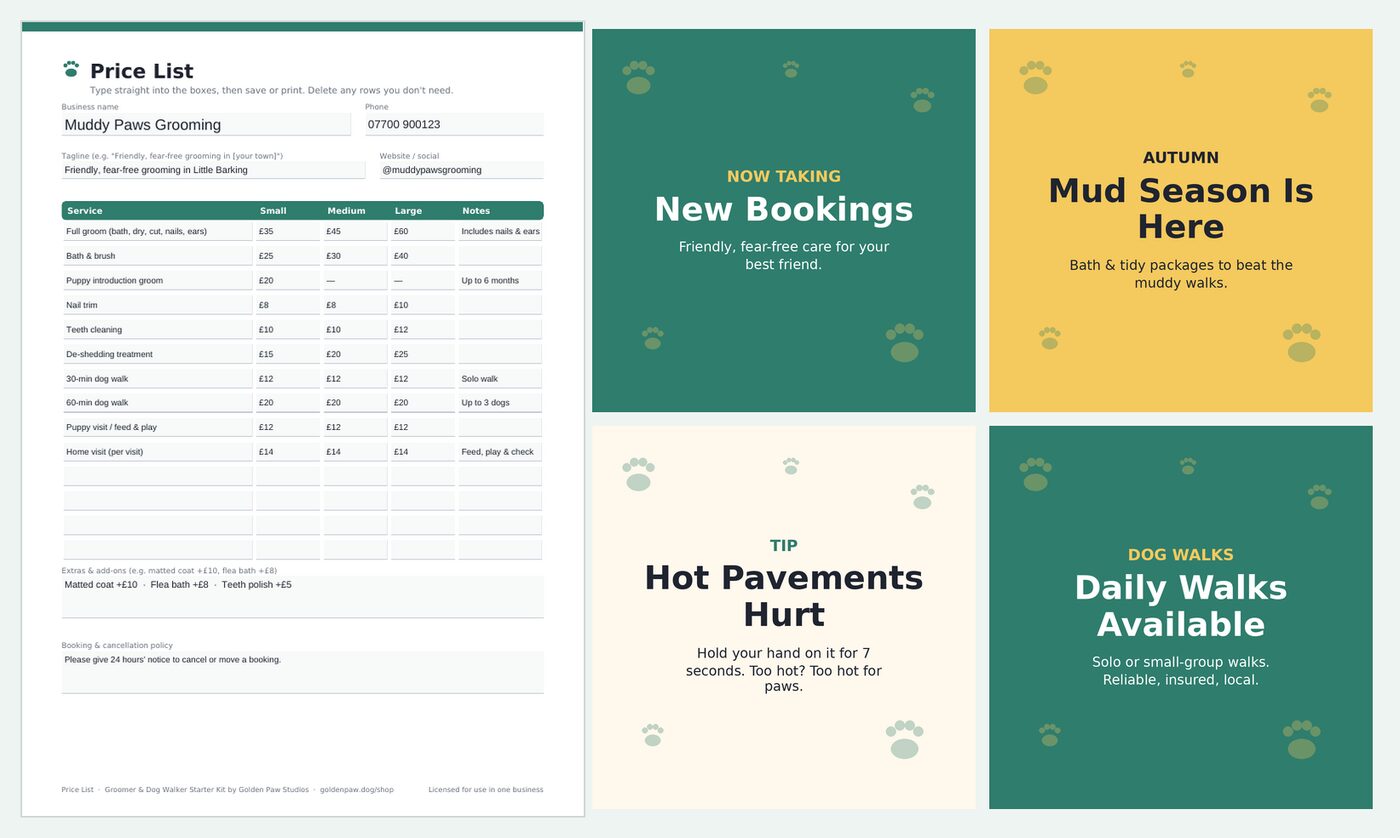 Price List
Type straight into the boxes, then save or print. Delete any rows you don't need.
Business name Phone
Muddy Paws Grooming 07700 900123
Tagline (e.g. "Friendly, fear-free grooming in [your town]") Website / social
Friendly, fear-free grooming in Little Barking @muddypawsgrooming
Service Small Medium Large Notes
Full groom (bath, dry, cut, nails, ears) £35 £45 £60 Includes nails & ears
Bath & brush £25 £30 £40
Puppy introduction groom £20 — — Up to 6 months
Nail trim £8 £8 £10
Teeth cleaning £10 £10 £12
De-shedding treatment £15 £20 £25
30-min dog walk £12 £12 £12 Solo walk
60-min dog walk £20 £20 £20 Up to 3 dogs
Puppy visit / feed & play £12 £12 £12
Home visit (per visit) £14 £14 £14 Feed, play & check
Extras & add-ons (e.g. matted coat +£10, flea bath +£8)
Matted coat +£10 · Flea bath +£8 · Teeth polish +£5
Booking & cancellation policy
Please give 24 hours' notice to cancel or move a booking.
Price List · Groomer & Dog Walker Starter Kit by Golden Paw Studios · goldenpaw.dog/shop Licensed for use in one business
NOW TAKING
New Bookings
Friendly, fear-free care for your
best friend.
AUTUMN
Mud Season Is
Here
Bath & tidy packages to beat the
muddy walks.
TIP
Hot Pavements
Hurt
Hold your hand on it for 7
seconds. Too hot? Too hot for
paws.
DOG WALKS
Daily Walks
Available
Solo or small-group walks.
Reliable, insured, local.